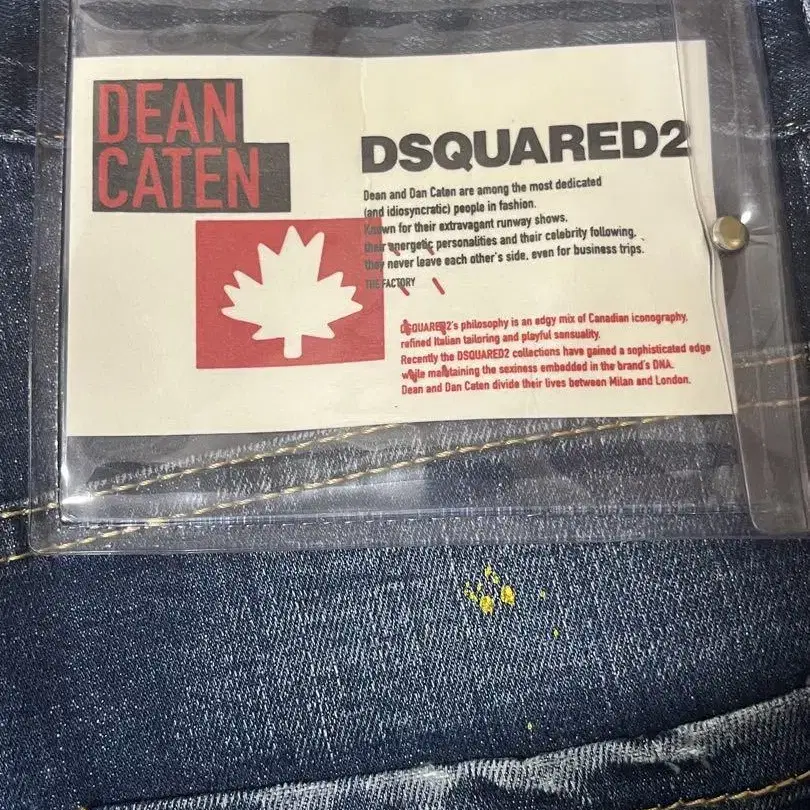 DEAN
CATEN
DSQUARED2
Dean and Dan Caten are among the most dedicated
(and idiosyncratic) people in fashion.
Known for their extravagant runway shows.
their energetic personalities and their celebrity following,
they never leave each other's side, even for business trips.
THE FACTORY
DSQUARED2's philosophy is an edgy mix of Canadian iconography,
refined Italian tailoring and playful sansuality.
Recently the DSQUARED2 collections have gained a sophisticated edge
while maintaining the sexiness embedded in the brand's DNA.
Dean and Dan Caten divide their lives between Milan and London.